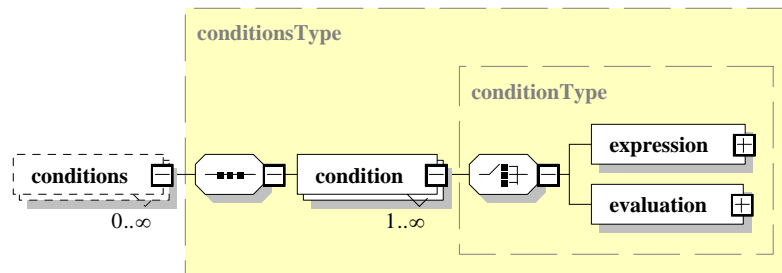 conditionsType
conditionType
expression
conditions
condition
evaluation
0..∞
1..∞